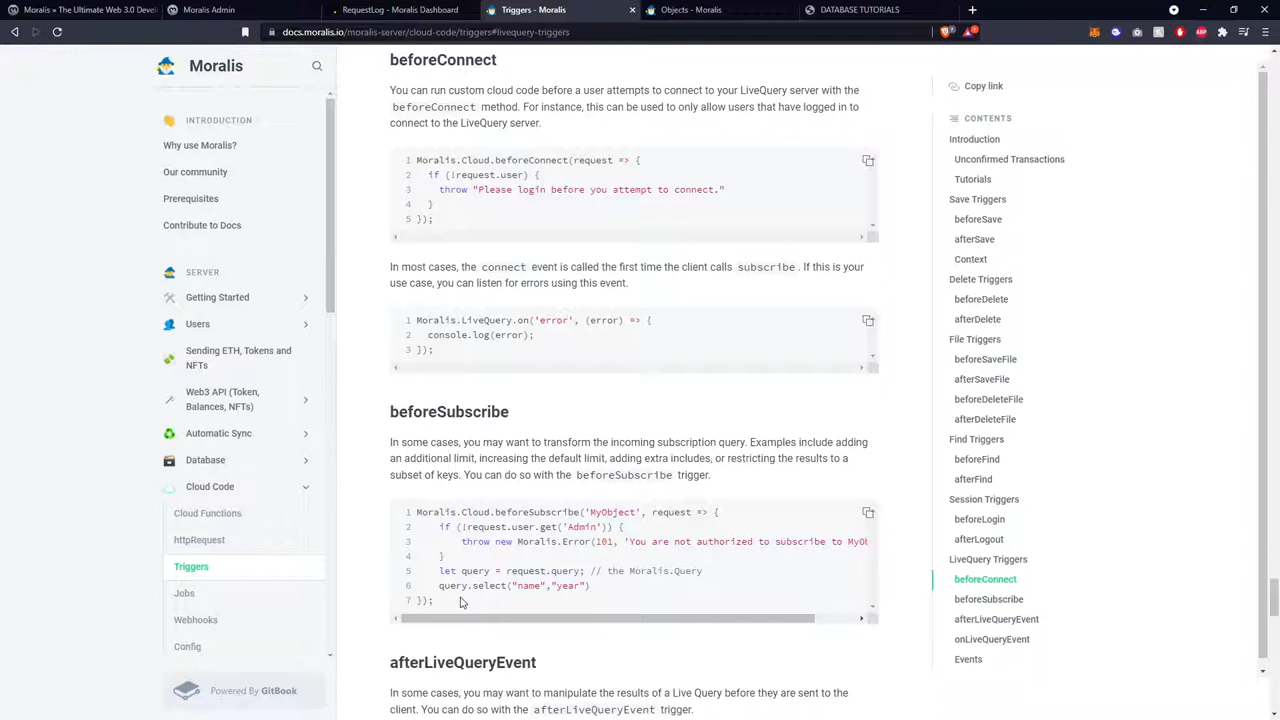 Moralis » The Ultimate Web3 Dev
Moralis Admin
RequestLog - Moralis Dashboard
Triggers - Moralis
Objects - Moralis
DATABASE TUTORIALS
docs.moralis.io/moralis-server/cloud-code/triggers#livequery-triggers
Moralis
INTRODUCTION
Why use Moralis?
Our community
Prerequisites
Contribute to Docs
SERVER
Getting Started
Users
Sending ETH, Tokens and
NFTs
Web3 API (Token,
Balances, NFTs)
Automatic Sync
Database
Cloud Code
Cloud Functions
httpRequest
Triggers
Jobs
Webhooks
Config
Powered By GitBook
beforeConnect
You can run custom cloud code before a user attempts to connect to your LiveQuery server with the
beforeConnect method. For instance, this can be used to only allow users that have logged in to
connect to the LiveQuery server.
1 Moralis.Cloud.beforeConnect(request => {
2 if (!request.user) {
3 throw "Please login before you attempt to connect."
4 }
5 });
In most cases, the connect event is called the first time the client calls subscribe . If this is your
use case, you can listen for errors using this event.
1 Moralis.LiveQuery.on('error', (error) => {
2 console.log(error);
3 });
beforeSubscribe
In some cases, you may want to transform the incoming subscription query. Examples include adding
an additional limit, increasing the default limit, adding extra includes, or restricting the results to a
subset of keys. You can do so with the beforeSubscribe trigger.
1 Moralis.Cloud.beforeSubscribe('MyObject', request => {
2 if (!request.user.get('Admin')) {
3 throw new Moralis.Error(101, 'You are not authorized to subscribe to MyOb
4 }
5 let query = request.query; // the Moralis.Query
6 query.select("name","year")
7 });
afterLiveQueryEvent
In some cases, you may want to manipulate the results of a Live Query before they are sent to the
client. You can do so with the afterLiveQueryEvent trigger.
Copy link
CONTENTS
Introduction
Unconfirmed Transactions
Tutorials
Save Triggers
beforeSave
afterSave
Context
Delete Triggers
beforeDelete
afterDelete
File Triggers
beforeSaveFile
afterSaveFile
beforeDeleteFile
afterDeleteFile
Find Triggers
beforeFind
afterFind
Session Triggers
beforeLogin
afterLogout
LiveQuery Triggers
beforeConnect
beforeSubscribe
afterLiveQueryEvent
onLiveQueryEvent
Events